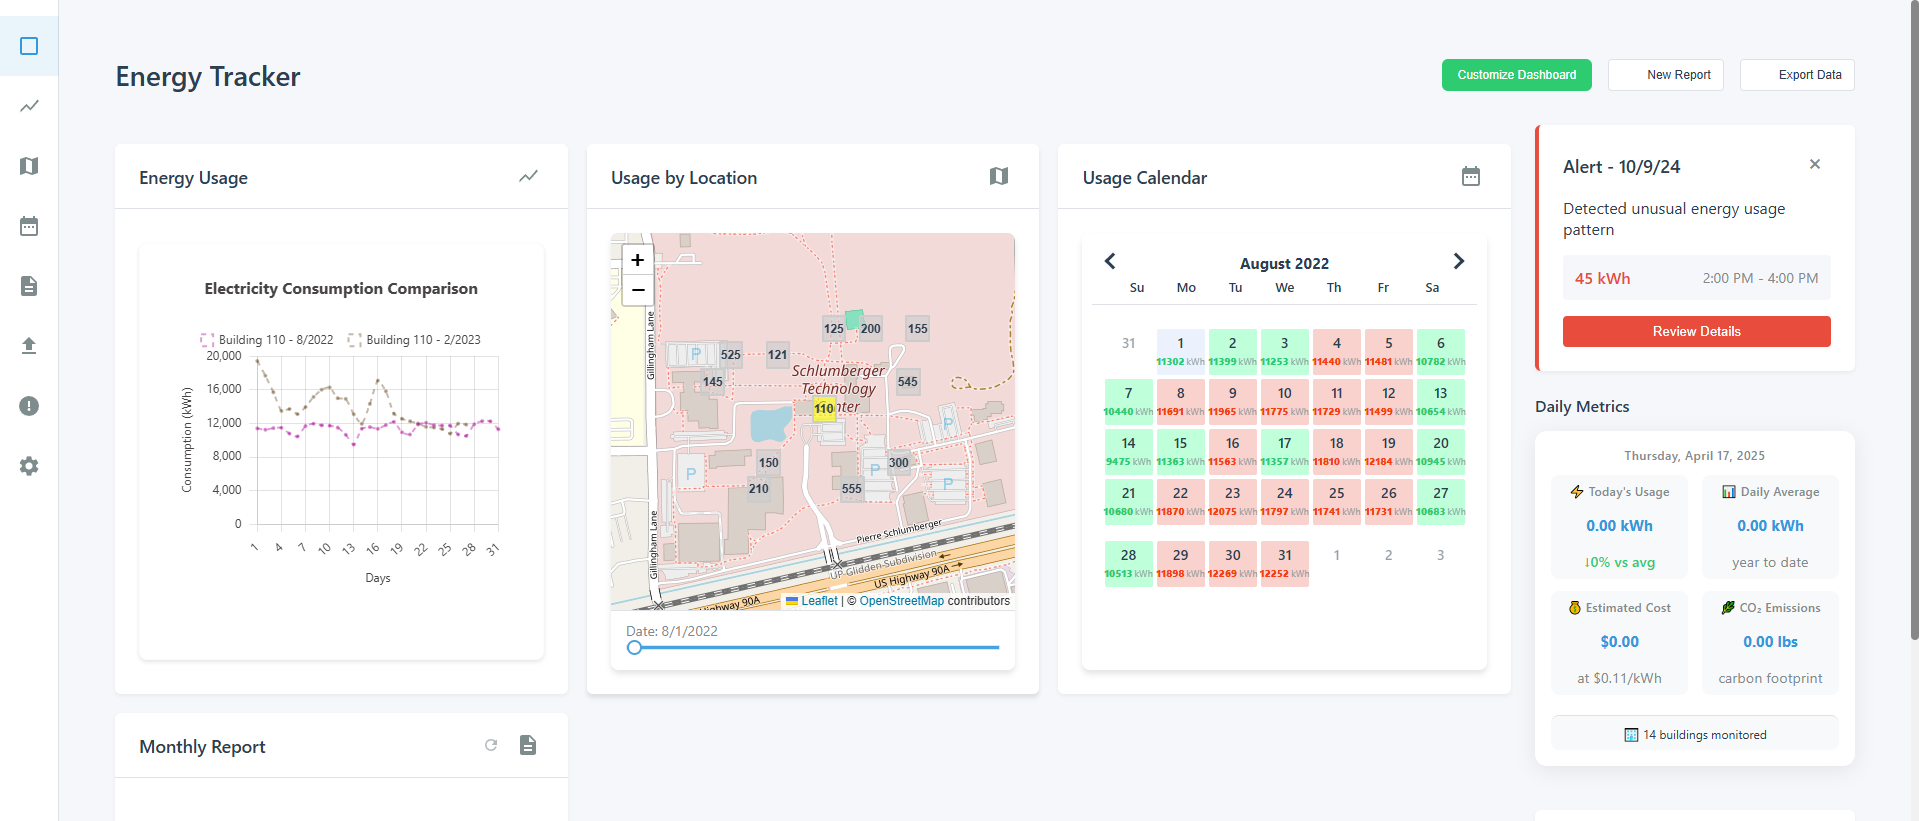 Energy Tracker
Customize Dashboard
New Report
Export Data
Energy Usage
Electricity Consumption Comparison
Building 110 - 8/2022
Building 110 - 2/2023
Consumption (kWh)
20,000
16,000
12,000
8,000
4,000
0
1 4 7 10 13 16 19 22 25 28 31
Days
Usage by Location
+
−
Gillingham Lane
125
200
155
525
121
145
Schlumberger
Technology
nter
545
110
P
P
P
P
P
150
300
210
555
Gillingham Lane
Pierre Schlumberger
UP Glidden Subdivision
US Highway 90A
Highway 90A
Leaflet | © OpenStreetMap contributors
Date: 8/1/2022
Usage Calendar
August 2022
Su Mo Tu We Th Fr Sa
31 1 2 3 4 5 6
11302 kWh 11399 kWh 11253 kWh 11440 kWh 11481 kWh 10782 kWh
7 8 9 10 11 12 13
10440 kWh 11691 kWh 11965 kWh 11775 kWh 11729 kWh 11499 kWh 10654 kWh
14 15 16 17 18 19 20
9475 kWh 11363 kWh 11563 kWh 11357 kWh 11810 kWh 12184 kWh 10945 kWh
21 22 23 24 25 26 27
10680 kWh 11870 kWh 12075 kWh 11797 kWh 11741 kWh 11731 kWh 10683 kWh
28 29 30 31 1 2 3
10513 kWh 11898 kWh 12269 kWh 12252 kWh
Alert - 10/9/24
×
Detected unusual energy usage
pattern
45 kWh
2:00 PM - 4:00 PM
Review Details
Daily Metrics
Thursday, April 17, 2025
⚡ Today's Usage
0.00 kWh
↓0% vs avg
📊 Daily Average
0.00 kWh
year to date
💰 Estimated Cost
$0.00
at $0.11/kWh
🌿 CO₂ Emissions
0.00 lbs
carbon footprint
🏢 14 buildings monitored
Monthly Report